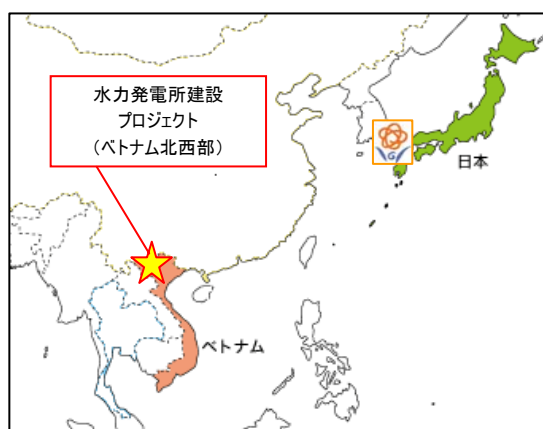 水力発電所建設
プロジェクト
(ベトナム北西部)
日本
ベトナム
G